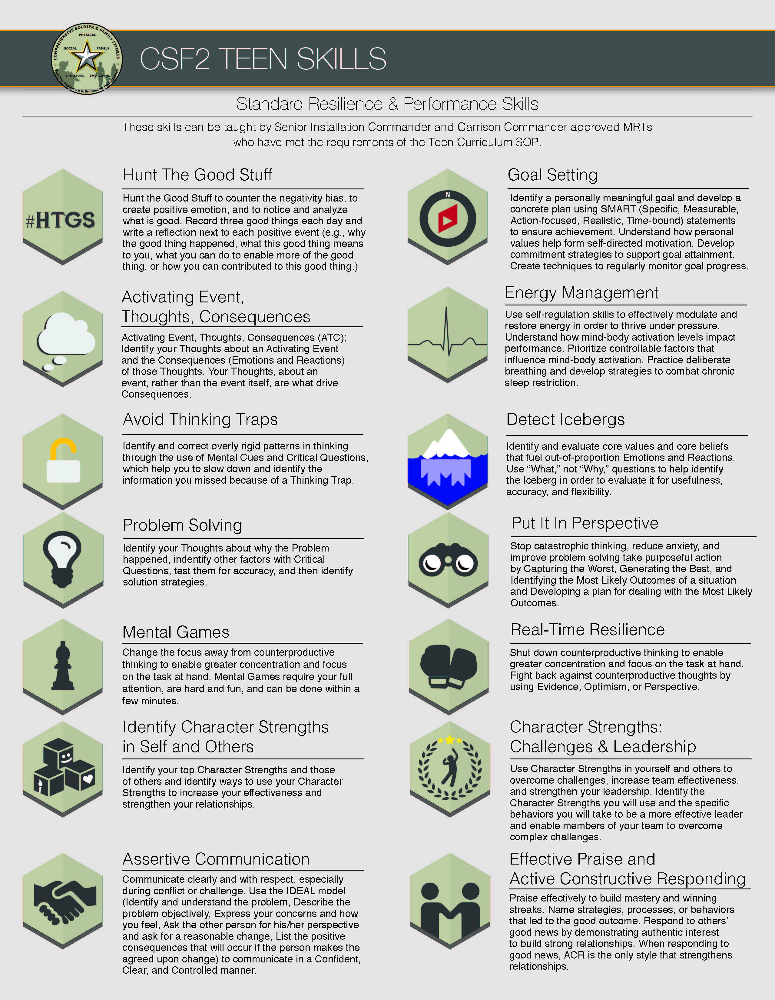 COMPREHENSIVE SOLDIER & FAMILY FITNESS
PHYSICAL
SOCIAL FAMILY
SPIRITUAL EMOTIONAL
Building
& 
CSF2 TEEN SKILLS
Standard Resilience & Performance Skills
These skills can be taught by Senior Installation Commander and Garrison Commander approved MRTs
who have met the requirements of the Teen Curriculum SOP.
#HTGS
Hunt The Good Stuff
Hunt the Good Stuff to counter the negativity bias, to
create positive emotion, and to notice and analyze
what is good. Record three good things each day and
write a reflection next to each positive event (e.g., why
the good thing happened, what this good thing means
to you, what you can do to enable more of the good
thing, or how you can contributed to this good thing.)
N
Goal Setting
Identify a personally meaningful goal and develop a
concrete plan using SMART (Specific, Measurable,
Action-focused, Realistic, Time-bound) statements
to ensure achievement. Understand how personal
values help form self-directed motivation. Develop
commitment strategies to support goal attainment.
Create techniques to regularly monitor goal progress.
Activating Event,
Thoughts, Consequences
Activating Event, Thoughts, Consequences (ATC);
Identify your Thoughts about an Activating Event
and the Consequences (Emotions and Reactions)
of those Thoughts. Your Thoughts, about an
event, rather than the event itself, are what drive
Consequences.
Energy Management
Use self-regulation skills to effectively modulate and
restore energy in order to thrive under pressure.
Understand how mind-body activation levels impact
performance. Prioritize controllable factors that
influence mind-body activation. Practice deliberate
breathing and develop strategies to combat chronic
sleep restriction.
Avoid Thinking Traps
Identify and correct overly rigid patterns in thinking
through the use of Mental Cues and Critical Questions,
which help you to slow down and identify the
information you missed because of a Thinking Trap.
Detect Icebergs
Identify and evaluate core values and core beliefs
that fuel out-of-proportion Emotions and Reactions.
Use “What,” not “Why,” questions to help identify
the Iceberg in order to evaluate it for usefulness,
accuracy, and flexibility.
Problem Solving
Identify your Thoughts about why the Problem
happened, indentify other factors with Critical
Questions, test them for accuracy, and then identify
solution strategies.
Put It In Perspective
Stop catastrophic thinking, reduce anxiety, and
improve problem solving take purposeful action
by Capturing the Worst, Generating the Best, and
Identifying the Most Likely Outcomes of a situation
and Developing a plan for dealing with the Most Likely
Outcomes.
Mental Games
Change the focus away from counterproductive
thinking to enable greater concentration and focus
on the task at hand. Mental Games require your full
attention, are hard and fun, and can be done within a
few minutes.
Real-Time Resilience
Shut down counterproductive thinking to enable
greater concentration and focus on the task at hand.
Fight back against counterproductive thoughts by
using Evidence, Optimism, or Perspective.
Identify Character Strengths
in Self and Others
Identify your top Character Strengths and those
of others and identify ways to use your Character
Strengths to increase your effectiveness and
strengthen your relationships.
Character Strengths:
Challenges & Leadership
Use Character Strengths in yourself and others to
overcome challenges, increase team effectiveness,
and strengthen your leadership. Identify the
Character Strengths you will use and the specific
behaviors you will take to be a more effective leader
and enable members of your team to overcome
complex challenges.
Assertive Communication
Communicate clearly and with respect, especially
during conflict or challenge. Use the IDEAL model
(Identify and understand the problem, Describe the
problem objectively, Express your concerns and how
you feel, Ask the other person for his/her perspective
and ask for a reasonable change, List the positive
consequences that will occur if the person makes the
agreed upon change) to communicate in a Confident,
Clear, and Controlled manner.
Effective Praise and
Active Constructive Responding
Praise effectively to build mastery and winning
streaks. Name strategies, processes, or behaviors
that led to the good outcome. Respond to others’
good news by demonstrating authentic interest
to build strong relationships. When responding to
good news, ACR is the only style that strengthens
relationships.